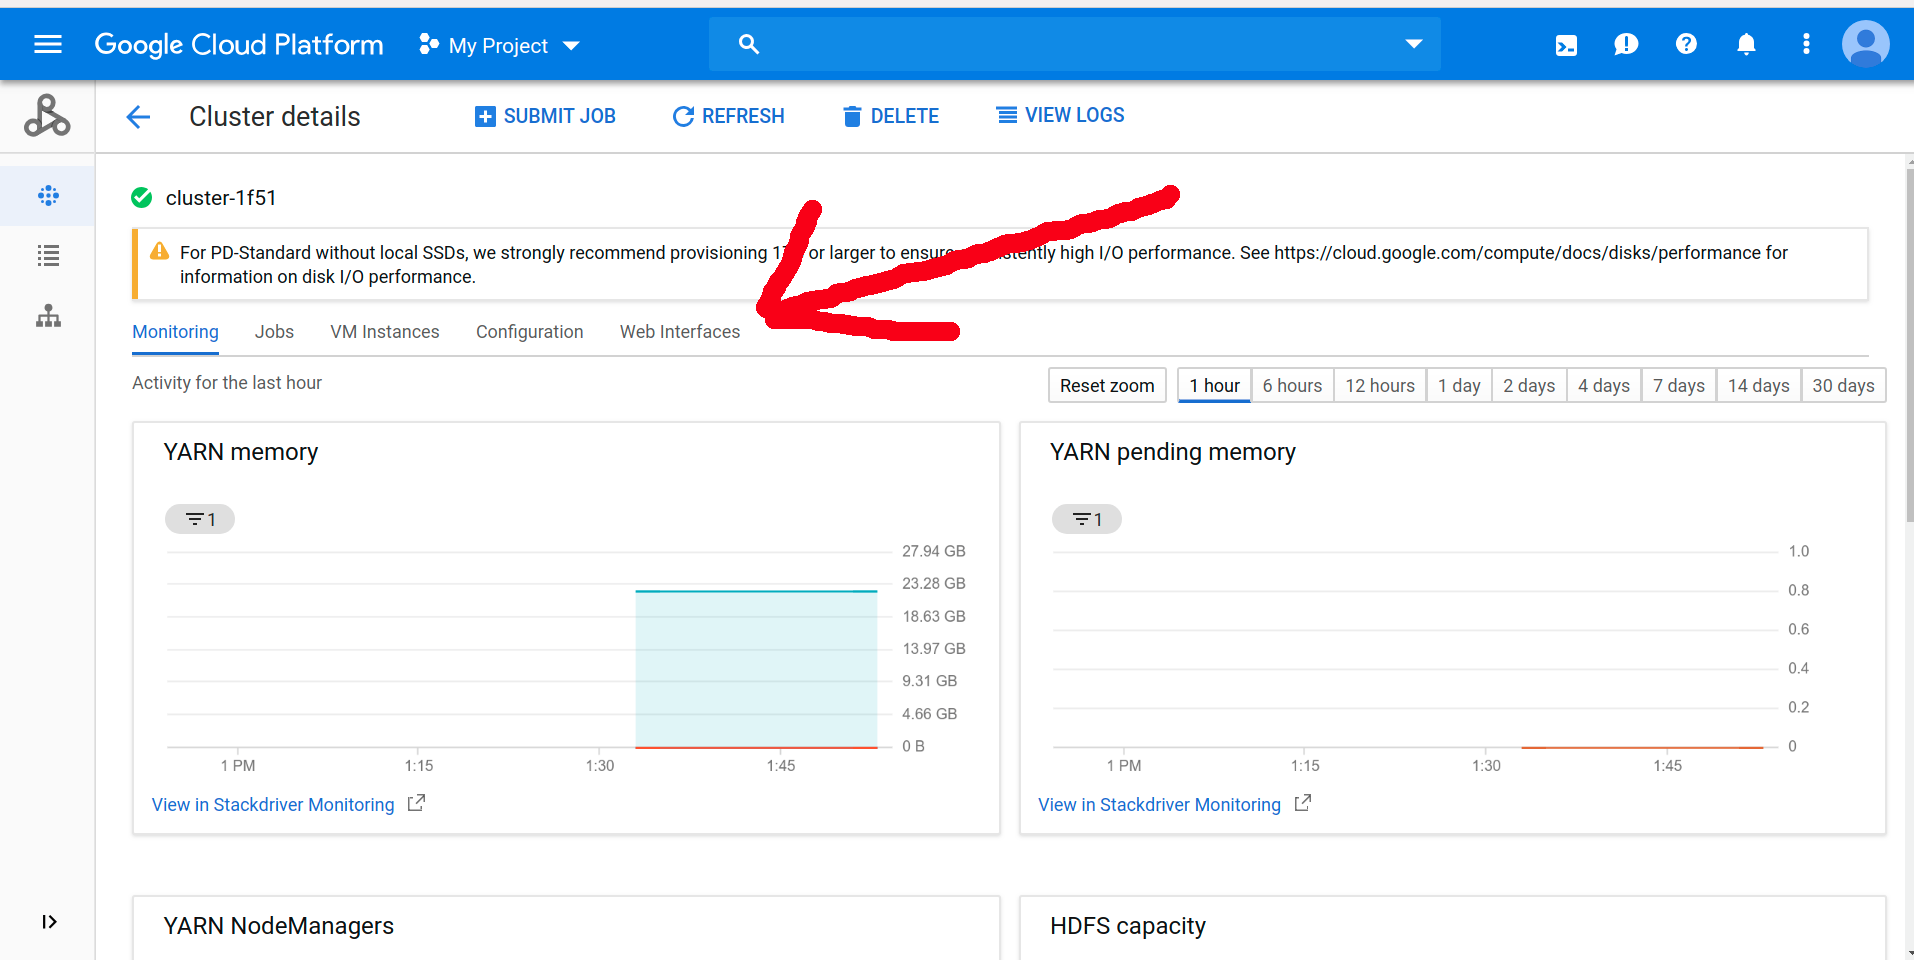 Google Cloud Platform
My Project
Cluster details
SUBMIT JOB
REFRESH
DELETE
VIEW LOGS
cluster-1f51
For PD-Standard without local SSDs, we strongly recommend provisioning or larger to ensure high I/O performance. See https://cloud.google.com/compute/docs/disks/performance for
information on disk I/O performance.
Monitoring
Jobs
VM Instances
Configuration
Web Interfaces
Activity for the last hour
Reset zoom
1 hour
6 hours
12 hours
1 day
2 days
4 days
7 days
14 days
30 days
YARN memory
1
27.94 GB
23.28 GB
18.63 GB
13.97 GB
9.31 GB
4.66 GB
0 B
1 PM
1:15
1:30
1:45
View in Stackdriver Monitoring
YARN pending memory
1
1.0
0.8
0.6
0.4
0.2
0
1 PM
1:15
1:30
1:45
View in Stackdriver Monitoring
YARN NodeManagers
HDFS capacity